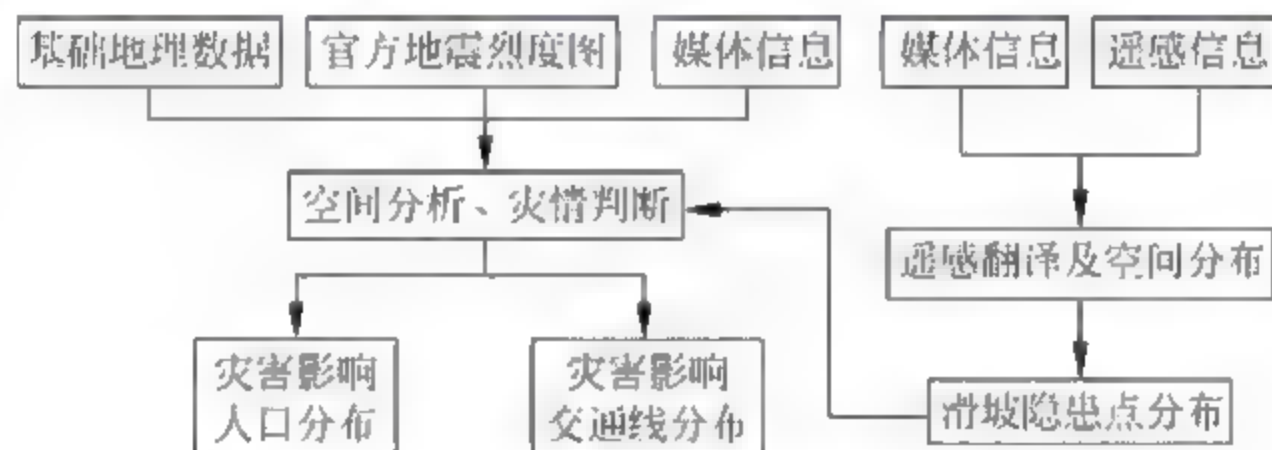 基础地理数据
官方地震烈度图
媒体信息
媒体信息
遥感信息
空间分析、灾情判断
遥感翻译及空间分布
灾害影响
人口分布
灾害影响
交通线分布
滑坡隐患点分布